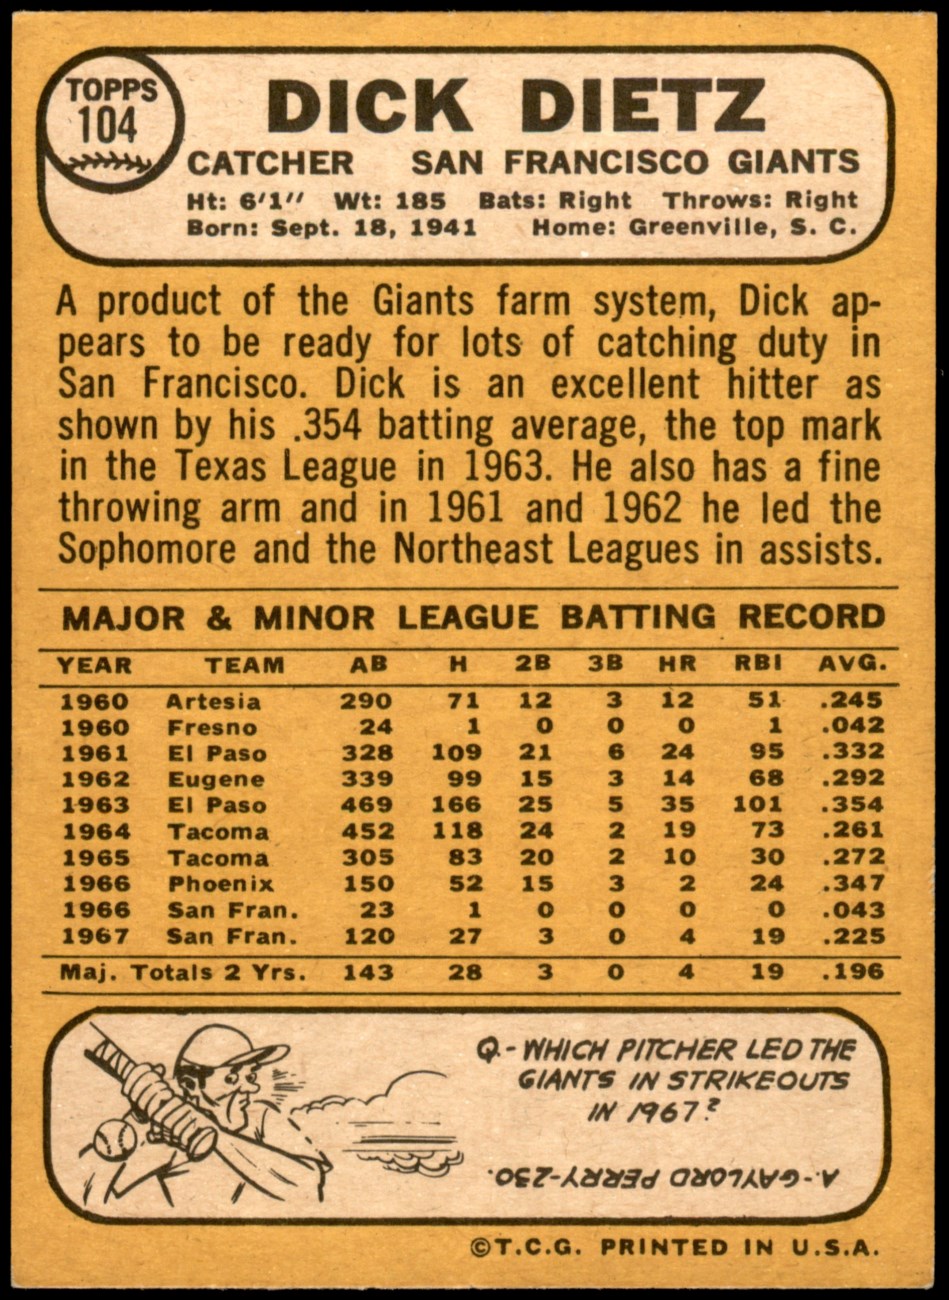 TOPPS
104
DICK DIETZ
CATCHER SAN FRANCISCO GIANTS
Ht: 6'1" Wt: 185 Bats: Right Throws: Right
Born: Sept. 18, 1941 Home: Greenville, S. C.
A product of the Giants farm system, Dick ap-
pears to be ready for lots of catching duty in
San Francisco. Dick is an excellent hitter as
shown by his .354 batting average, the top mark
in the Texas League in 1963. He also has a fine
throwing arm and in 1961 and 1962 he led the
Sophomore and the Northeast Leagues in assists.
MAJOR & MINOR LEAGUE BATTING RECORD
YEAR TEAM AB H 2B 3B HR RBI AVG.
1960 Artesia 290 71 12 3 12 51 .245
1960 Fresno 24 1 0 0 0 1 .042
1961 El Paso 328 109 21 6 24 95 .332
1962 Eugene 339 99 15 3 14 68 .292
1963 El Paso 469 166 25 5 35 101 .354
1964 Tacoma 452 118 24 2 19 73 .261
1965 Tacoma 305 83 20 2 10 30 .272
1966 Phoenix 150 52 15 3 2 24 .347
1966 San Fran. 23 1 0 0 0 0 .043
1967 San Fran. 120 27 3 0 4 19 .225
Maj. Totals 2 Yrs. 143 28 3 0 4 19 .196
Q.-WHICH PITCHER LED THE
GIANTS IN STRIKEOUTS
IN 1967?
A-GAYLORD PERRY-230.
©T.C.G. PRINTED IN U.S.A.